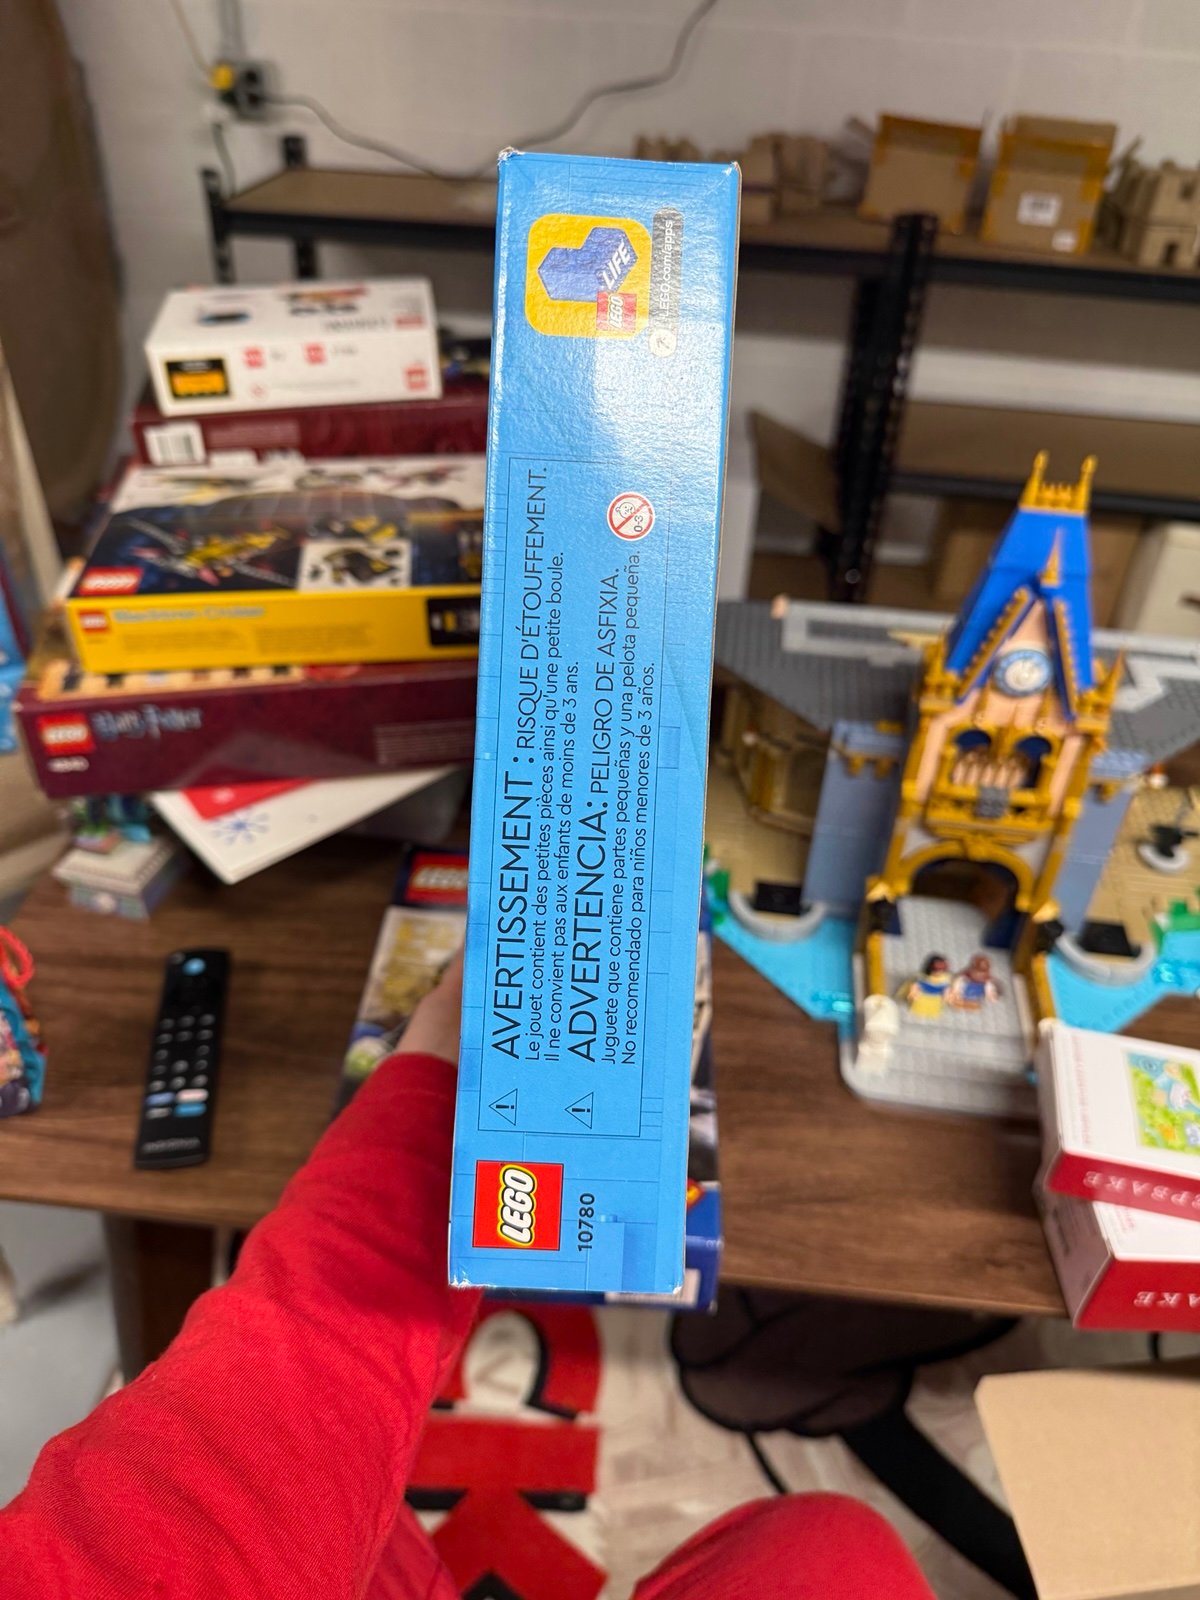 LEGO
10780
AVERTISSEMENT : RISQUE D'ÉTOUFFEMENT.
Le jouet contient des petites pièces ainsi qu'une petite boule.
Il ne convient pas aux enfants de moins de 3 ans.
ADVERTENCIA: PELIGRO DE ASFIXIA.
Juguete que contiene partes pequeñas y una pelota pequeña.
No recomendado para niños menores de 3 años.
0-3
LEGO
LIFE
LEGO.com/apps
LEGO
LEGO
LEGO
Harry Potter
LEGO
INSIGNIA